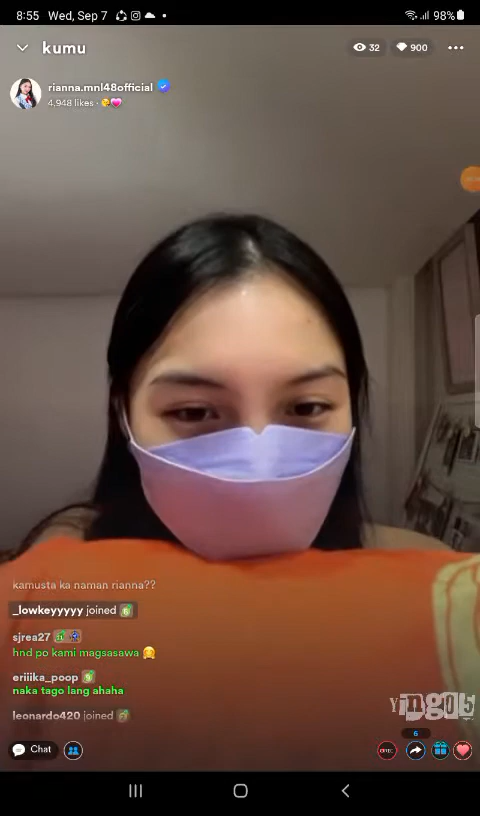 8:55 Wed, Sep 7
98%
kumu
32
900
rianna.mnl48official
4,948 likes ·
kamusta ka naman rianna??
_lowkeyyyyy joined
sjrea27
hnd po kami magsasawa
eriiika_poop
naka tago lang ahaha
leonardo420 joined
Yngo5
6
Chat